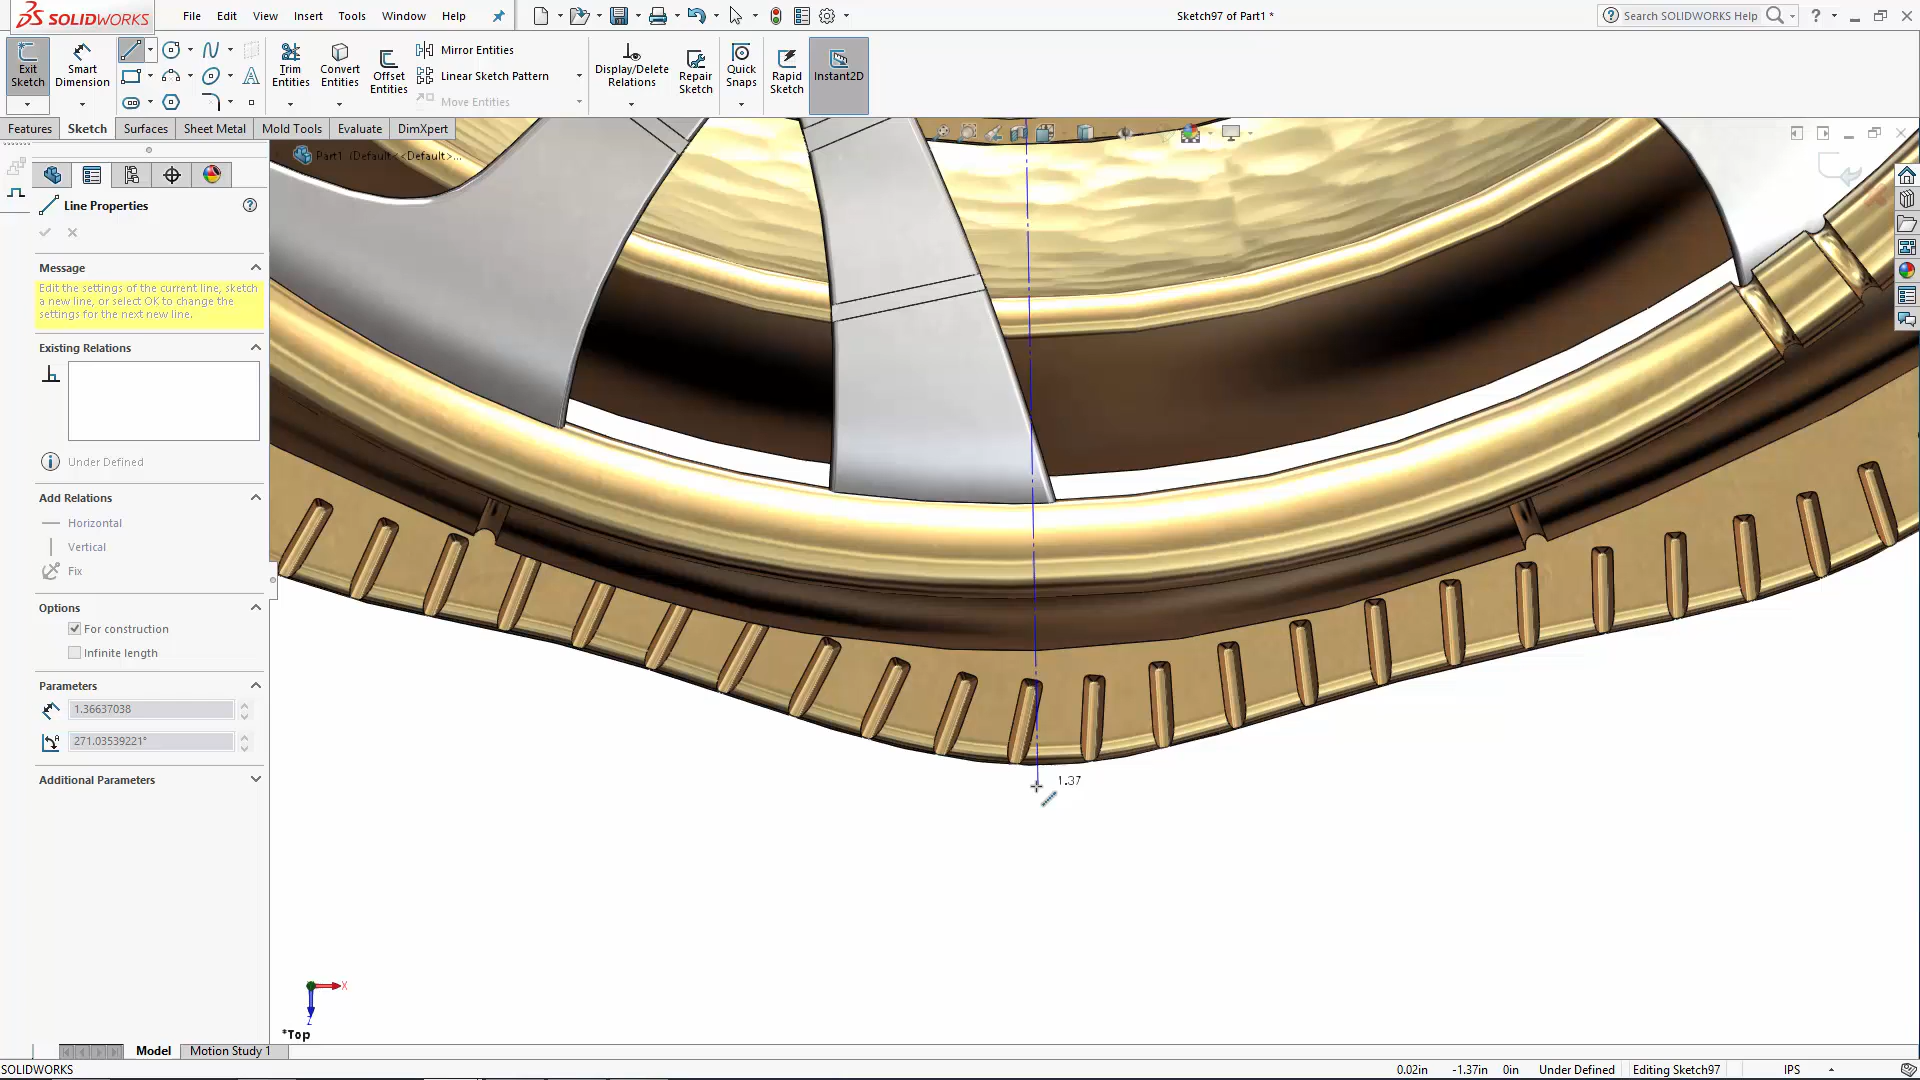 SOLIDWORKS
File Edit View Insert Tools Window Help
Sketch97 of Part1 *
Search SOLIDWORKS Help
Exit Sketch
Smart Dimension
Trim Entities
Convert Entities
Offset Entities
Mirror Entities
Linear Sketch Pattern
Move Entities
Display/Delete Relations
Repair Sketch
Quick Snaps
Rapid Sketch
Instant2D
Features Sketch Surfaces Sheet Metal Mold Tools Evaluate DimXpert
Part1 (Default<<Default>...
Line Properties
Message
Edit the settings of the current line, sketch
a new line, or select OK to change the
settings for the next new line.
Existing Relations
Under Defined
Add Relations
Horizontal
Vertical
Fix
Options
For construction
Infinite length
Parameters
1.36637038
271.03539221°
Additional Parameters
1.37
X
Z
*Top
Model Motion Study 1
SOLIDWORKS 0.02in -1.37in 0in Under Defined Editing Sketch97 IPS